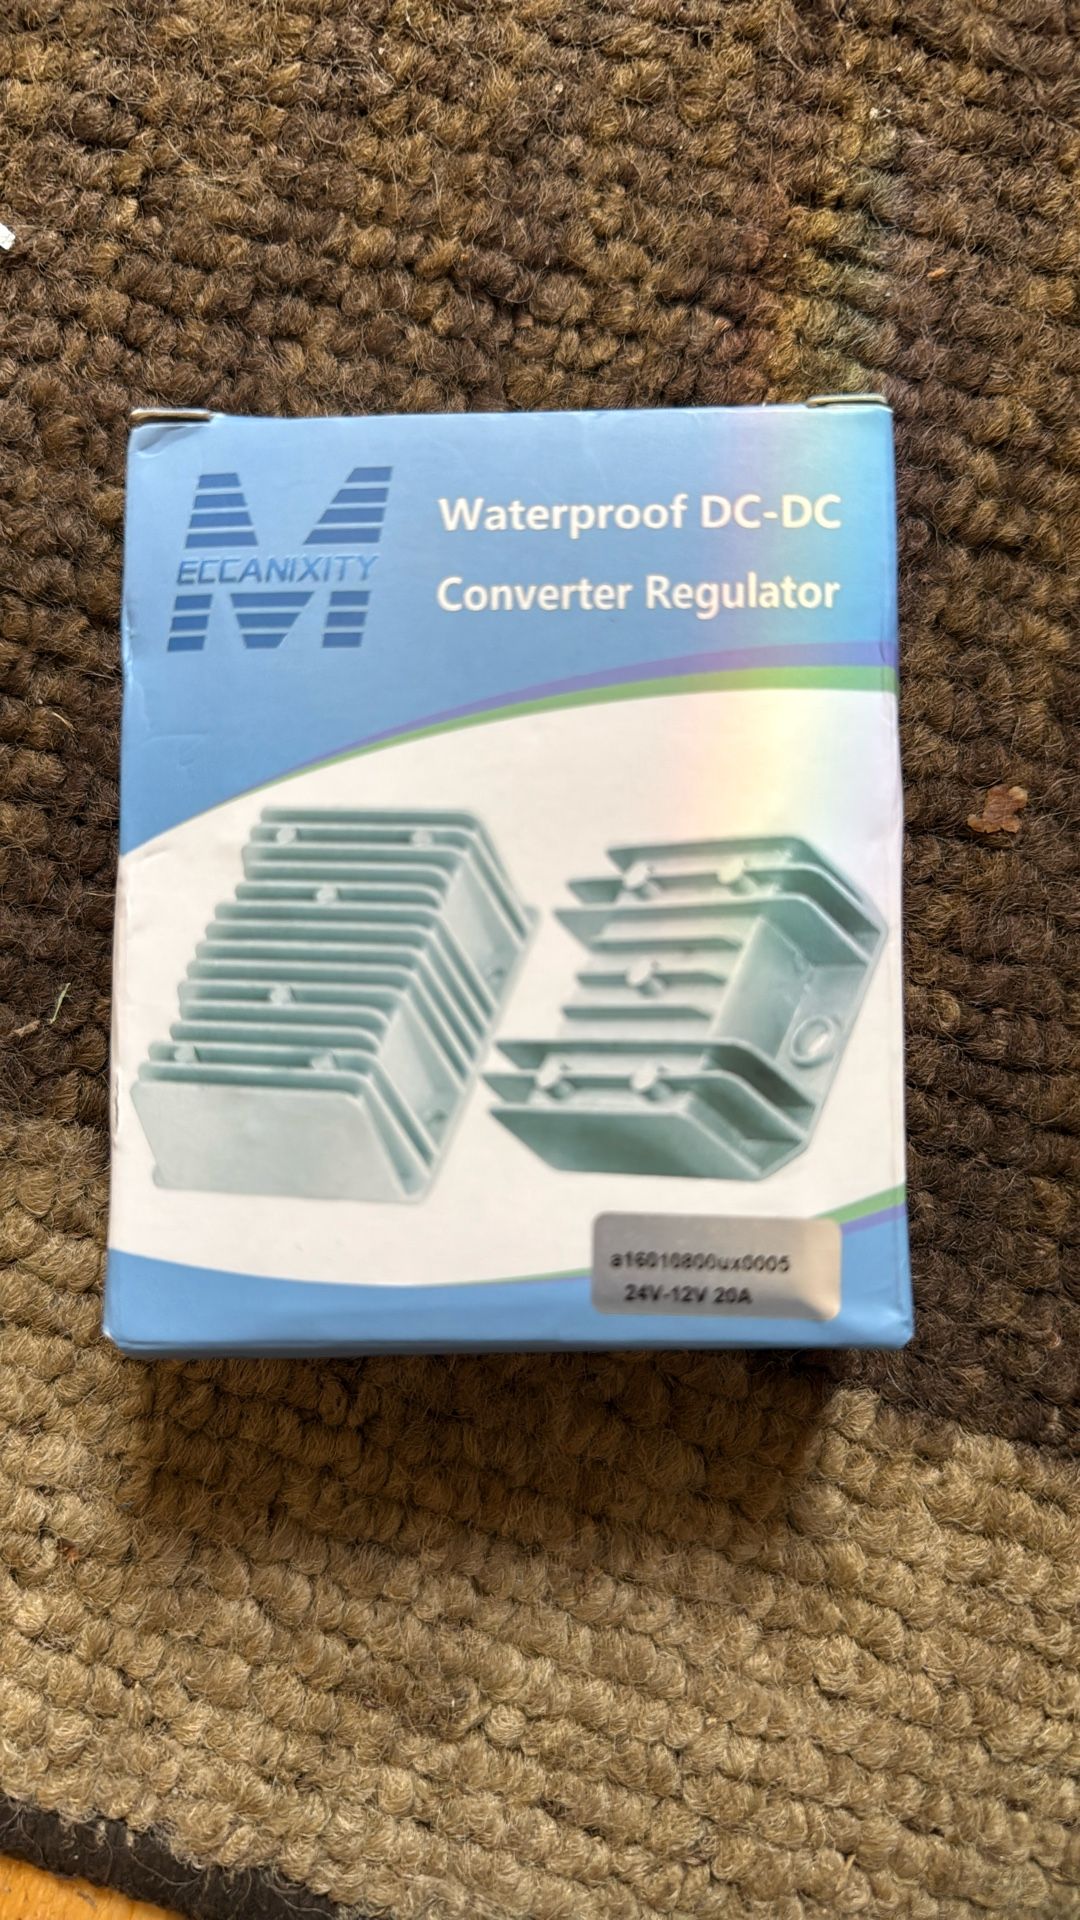 MECCANIXITY
Waterproof DC-DC
Converter Regulator
a16010800ux0005
24V-12V 20A